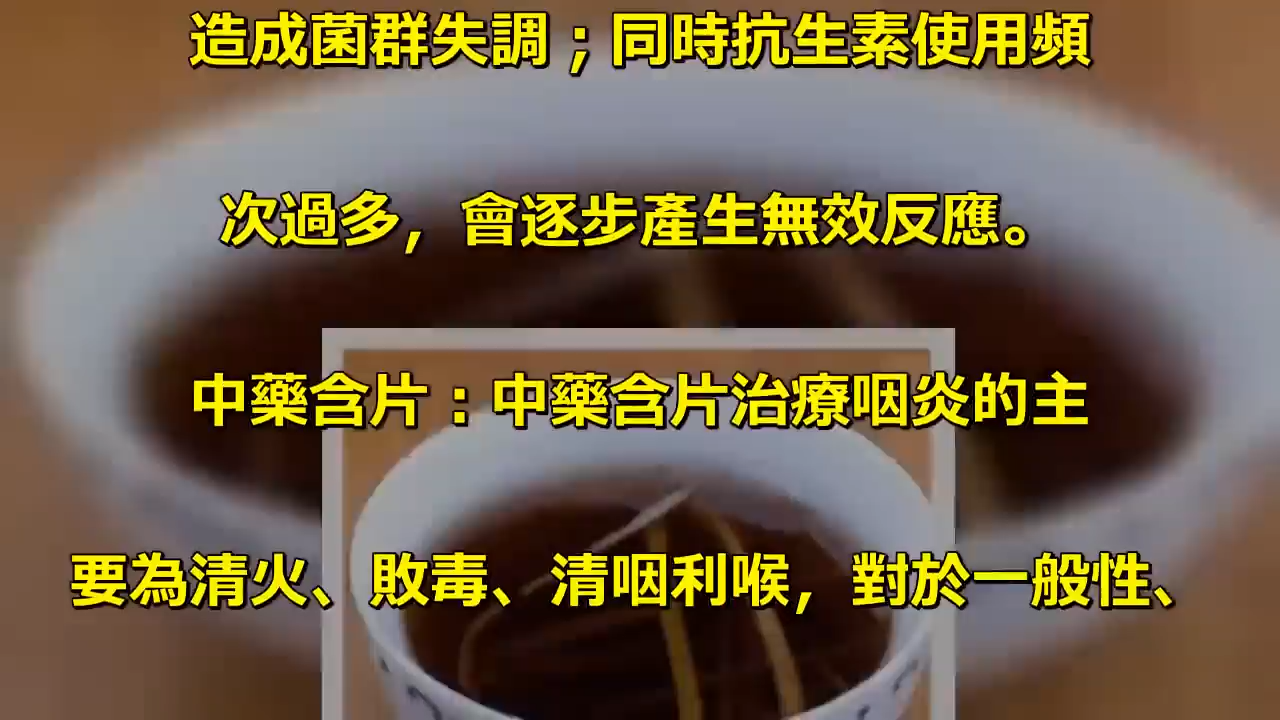 造成菌群失調；同時抗生素使用頻
次過多，會逐步產生無效反應。
中藥含片：中藥含片治療咽炎的主
要為清火、敗毒、清咽利喉，對於一般性、